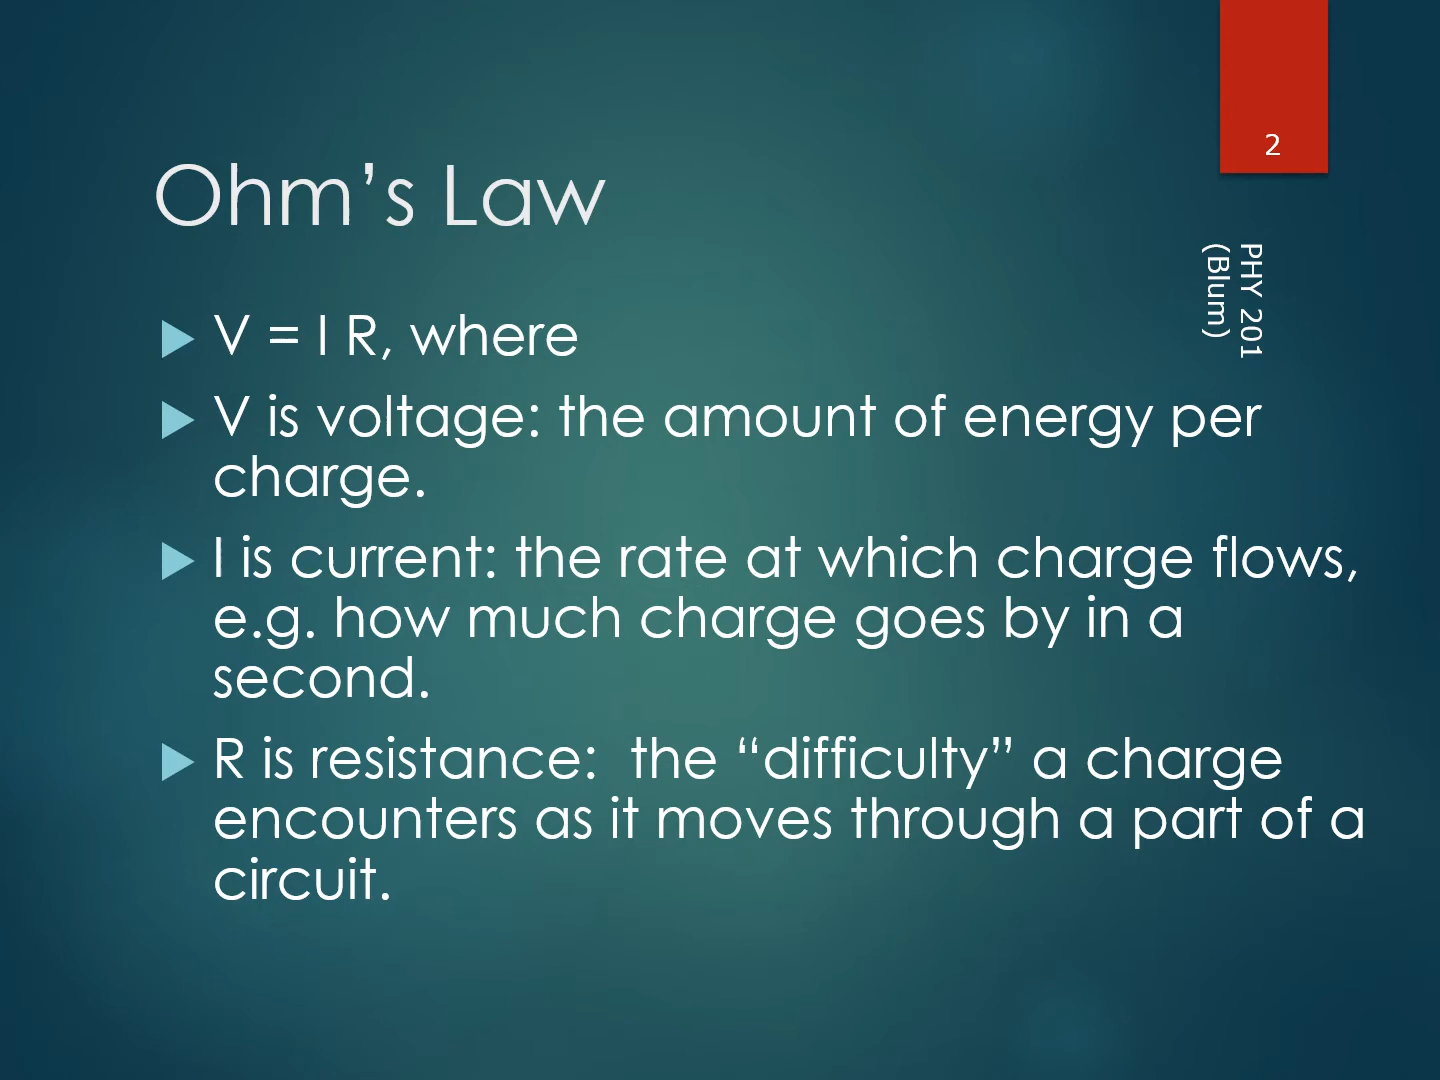 2
Ohm’s Law
PHY 201
(Blum)
V = I R, where
V is voltage: the amount of energy per
charge.
I is current: the rate at which charge flows,
e.g. how much charge goes by in a
second.
R is resistance:  the “difficulty” a charge
encounters as it moves through a part of a
circuit.